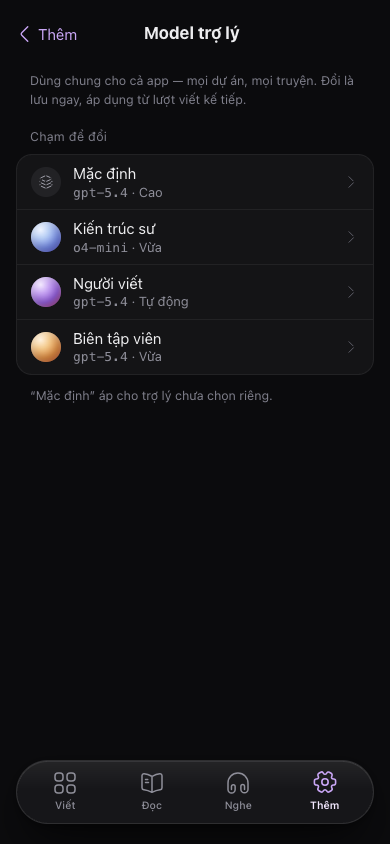 Thêm
Model trợ lý
Dùng chung cho cả app — mọi dự án, mọi truyện. Đổi là
lưu ngay, áp dụng từ lượt viết kế tiếp.
Chạm để đổi
Mặc định
gpt-5.4 · Cao
Kiến trúc sư
o4-mini · Vừa
Người viết
gpt-5.4 · Tự động
Biên tập viên
gpt-5.4 · Vừa
“Mặc định” áp cho trợ lý chưa chọn riêng.
Viết
Đọc
Nghe
Thêm